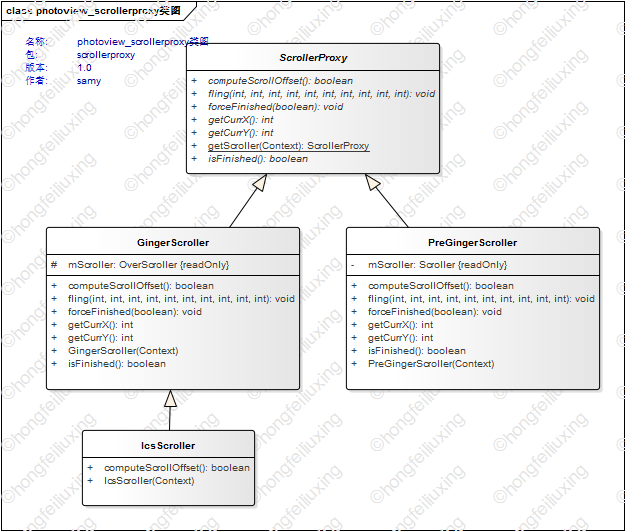 class photoview_scrollerproxy类图
名称: photoview_scrollerproxy类图
包: scrollerproxy
版本: 1.0
作者: samy
ScrollerProxy
+ computeScrollOffset(): boolean
+ fling(int, int, int, int, int, int, int, int, int, int): void
+ forceFinished(boolean): void
+ getCurrX(): int
+ getCurrY(): int
+ getScroller(Context): ScrollerProxy
+ isFinished(): boolean
GingerScroller
# mScroller: OverScroller {readOnly}
+ computeScrollOffset(): boolean
+ fling(int, int, int, int, int, int, int, int, int, int): void
+ forceFinished(boolean): void
+ getCurrX(): int
+ getCurrY(): int
+ GingerScroller(Context)
+ isFinished(): boolean
PreGingerScroller
- mScroller: Scroller {readOnly}
+ computeScrollOffset(): boolean
+ fling(int, int, int, int, int, int, int, int, int, int): void
+ forceFinished(boolean): void
+ getCurrX(): int
+ getCurrY(): int
+ isFinished(): boolean
+ PreGingerScroller(Context)
IcsScroller
+ computeScrollOffset(): boolean
+ IcsScroller(Context)
©hongfeiliuxing